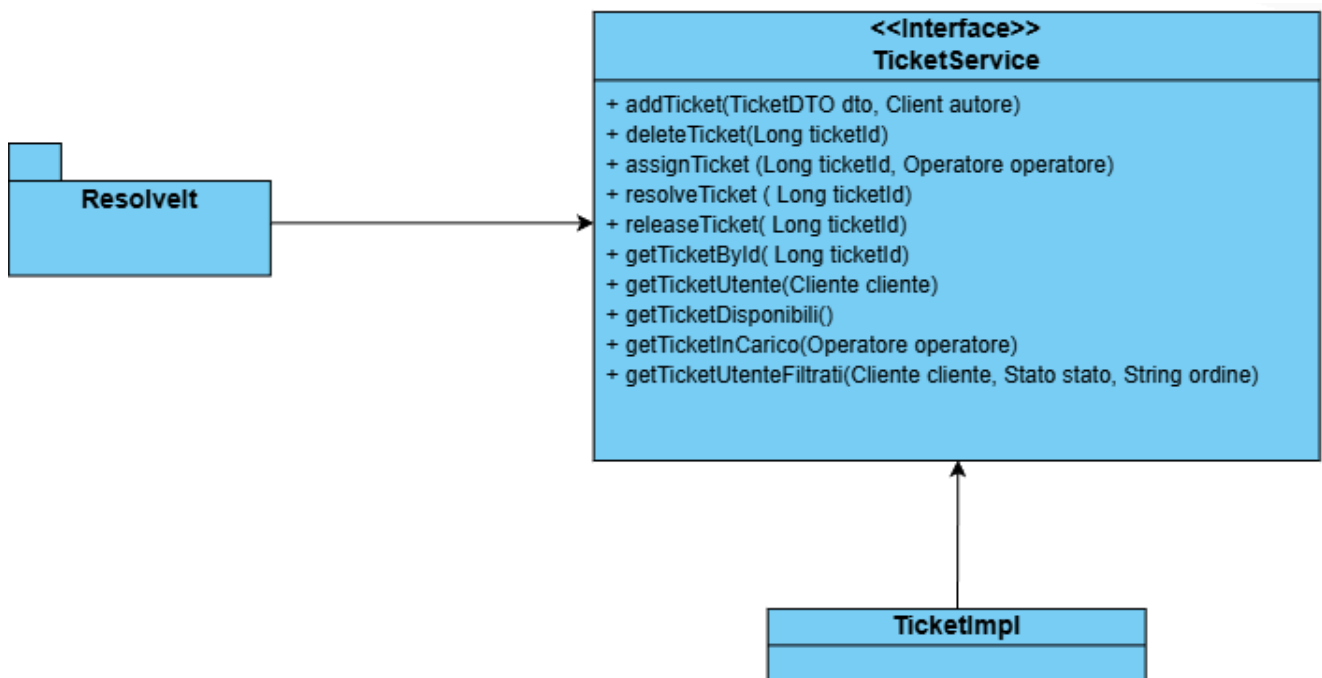 <<Interface>>
TicketService
+ addTicket(TicketDTO dto, Client autore)
+ deleteTicket(Long ticketId)
+ assignTicket (Long ticketId, Operatore operatore)
+ resolveTicket ( Long ticketId)
+ releaseTicket( Long ticketId)
+ getTicketById( Long ticketId)
+ getTicketUtente(Cliente cliente)
+ getTicketDisponibili()
+ getTicketInCarico(Operatore operatore)
+ getTicketUtenteFiltrati(Cliente cliente, Stato stato, String ordine)
ResolveIt
TicketImpl